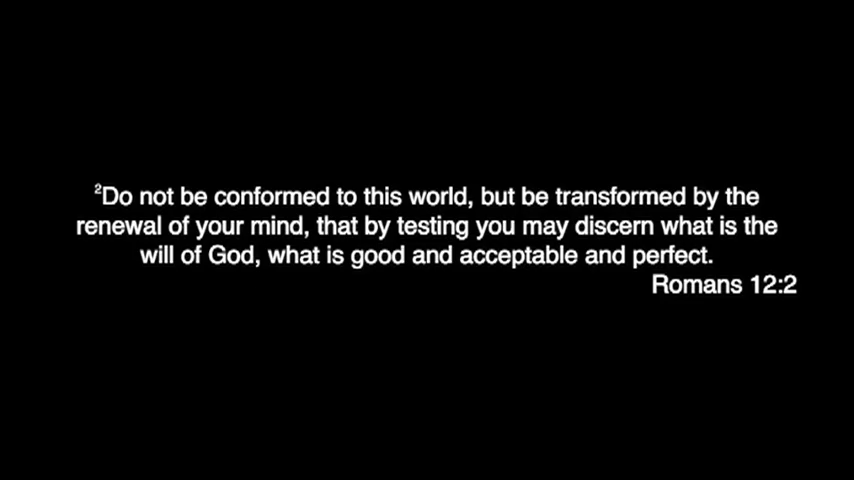 ²Do not be conformed to this world, but be transformed by the
renewal of your mind, that by testing you may discern what is the
will of God, what is good and acceptable and perfect.
Romans 12:2